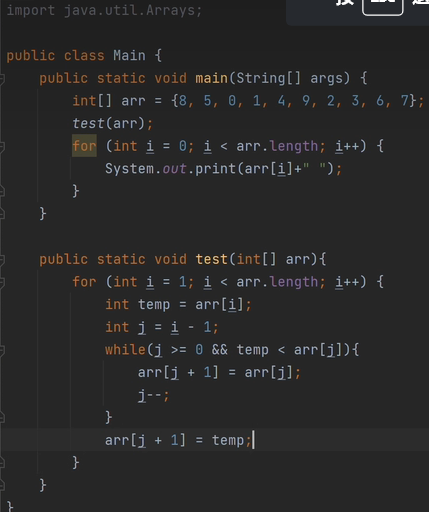 import java.util.Arrays;
按
public class Main {
    public static void main(String[] args) {
        int[] arr = {8, 5, 0, 1, 4, 9, 2, 3, 6, 7};
        test(arr);
        for (int i = 0; i < arr.length; i++) {
            System.out.print(arr[i]+" ");
        }
    }

    public static void test(int[] arr){
        for (int i = 1; i < arr.length; i++) {
            int temp = arr[i];
            int j = i - 1;
            while(j >= 0 && temp < arr[j]){
                arr[j + 1] = arr[j];
                j--;
            }
            arr[j + 1] = temp;
        }
    }
}